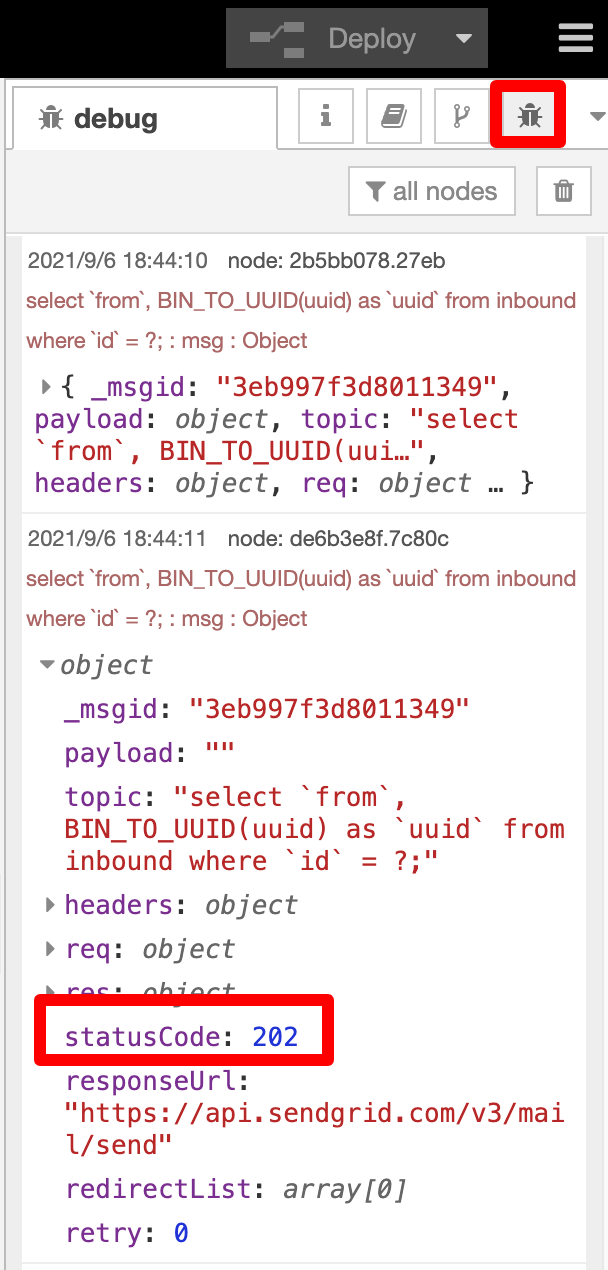 Deploy
debug
all nodes
2021/9/6 18:44:10 node: 2b5bb078.27eb
select `from`, BIN_TO_UUID(uuid) as `uuid` from inbound
where `id` = ?; : msg : Object
{ _msgid: "3eb997f3d8011349",
payload: object, topic: "select
`from`, BIN_TO_UUID(uui…",
headers: object, req: object … }
2021/9/6 18:44:11 node: de6b3e8f.7c80c
select `from`, BIN_TO_UUID(uuid) as `uuid` from inbound
where `id` = ?; : msg : Object
object
_msgid: "3eb997f3d8011349"
payload: ""
topic: "select `from`,
BIN_TO_UUID(uuid) as `uuid` from
inbound where `id` = ?;"
headers: object
req: object
res: object
statusCode: 202
responseUrl:
"https://api.sendgrid.com/v3/mai
l/send"
redirectList: array[0]
retry: 0